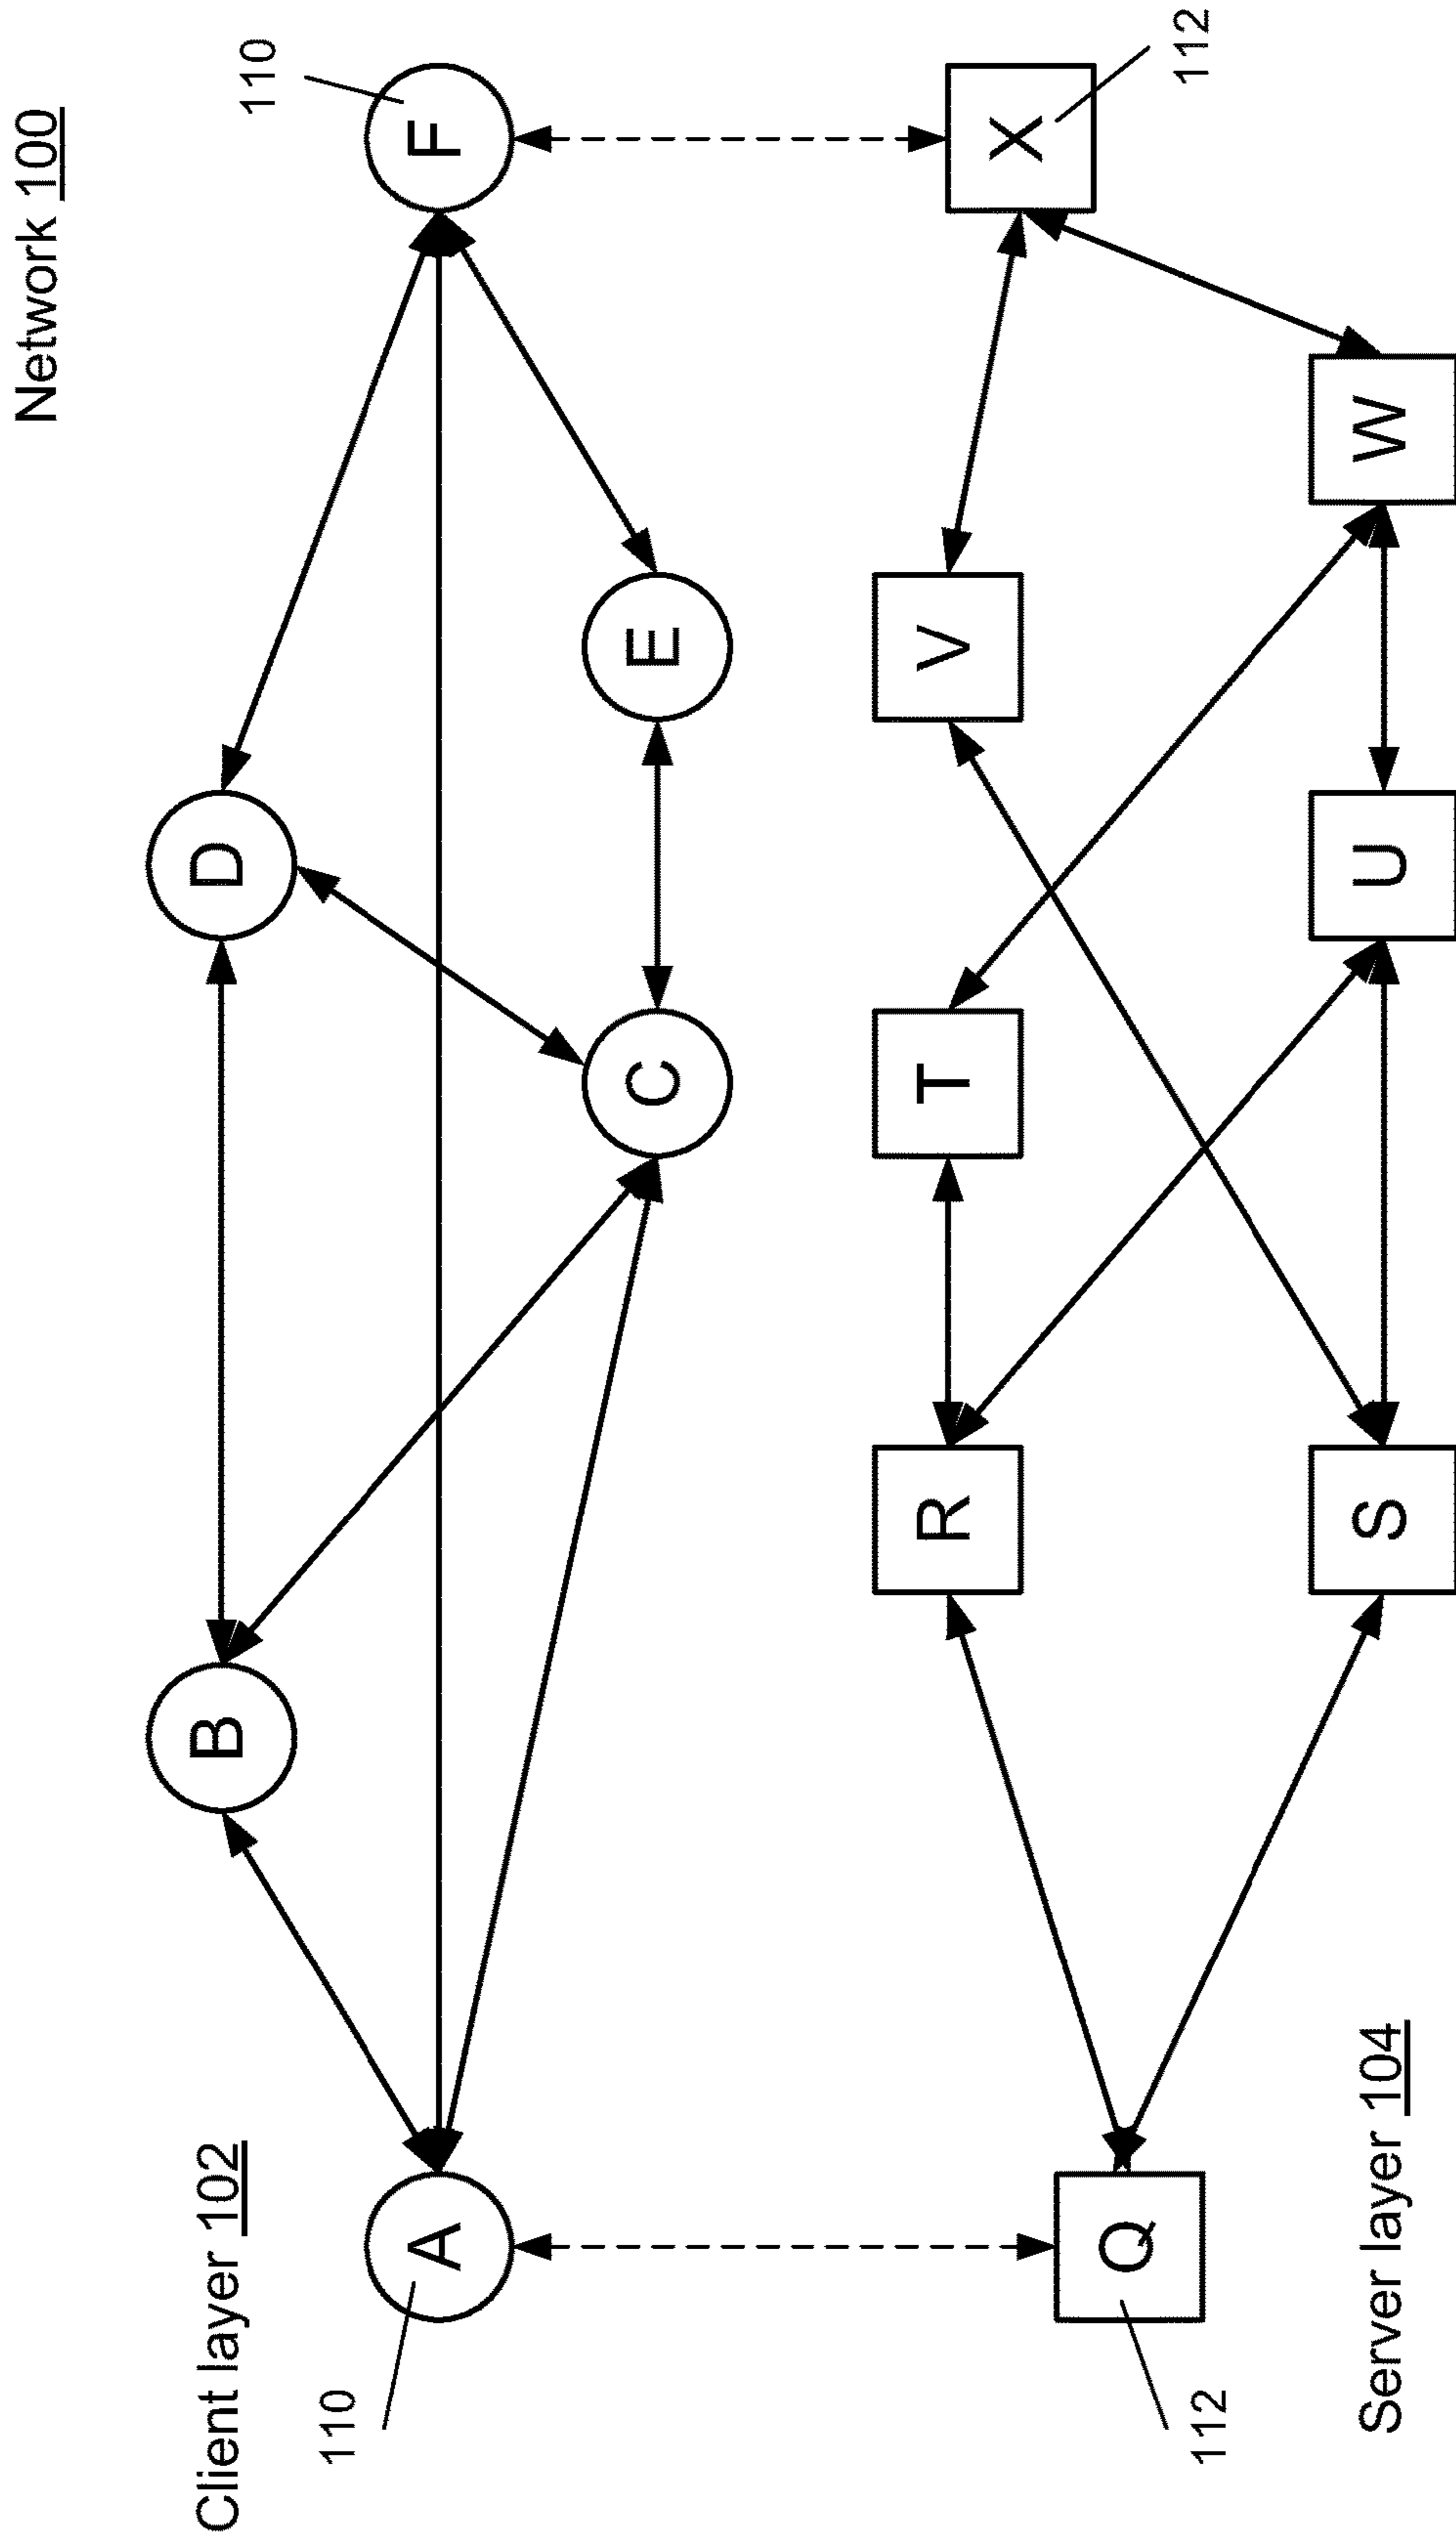 Network 100
Client layer 102
B
D
110
110
A
F
C
E
R
T
V
X
Q
112
112
Server layer 104
S
U
W